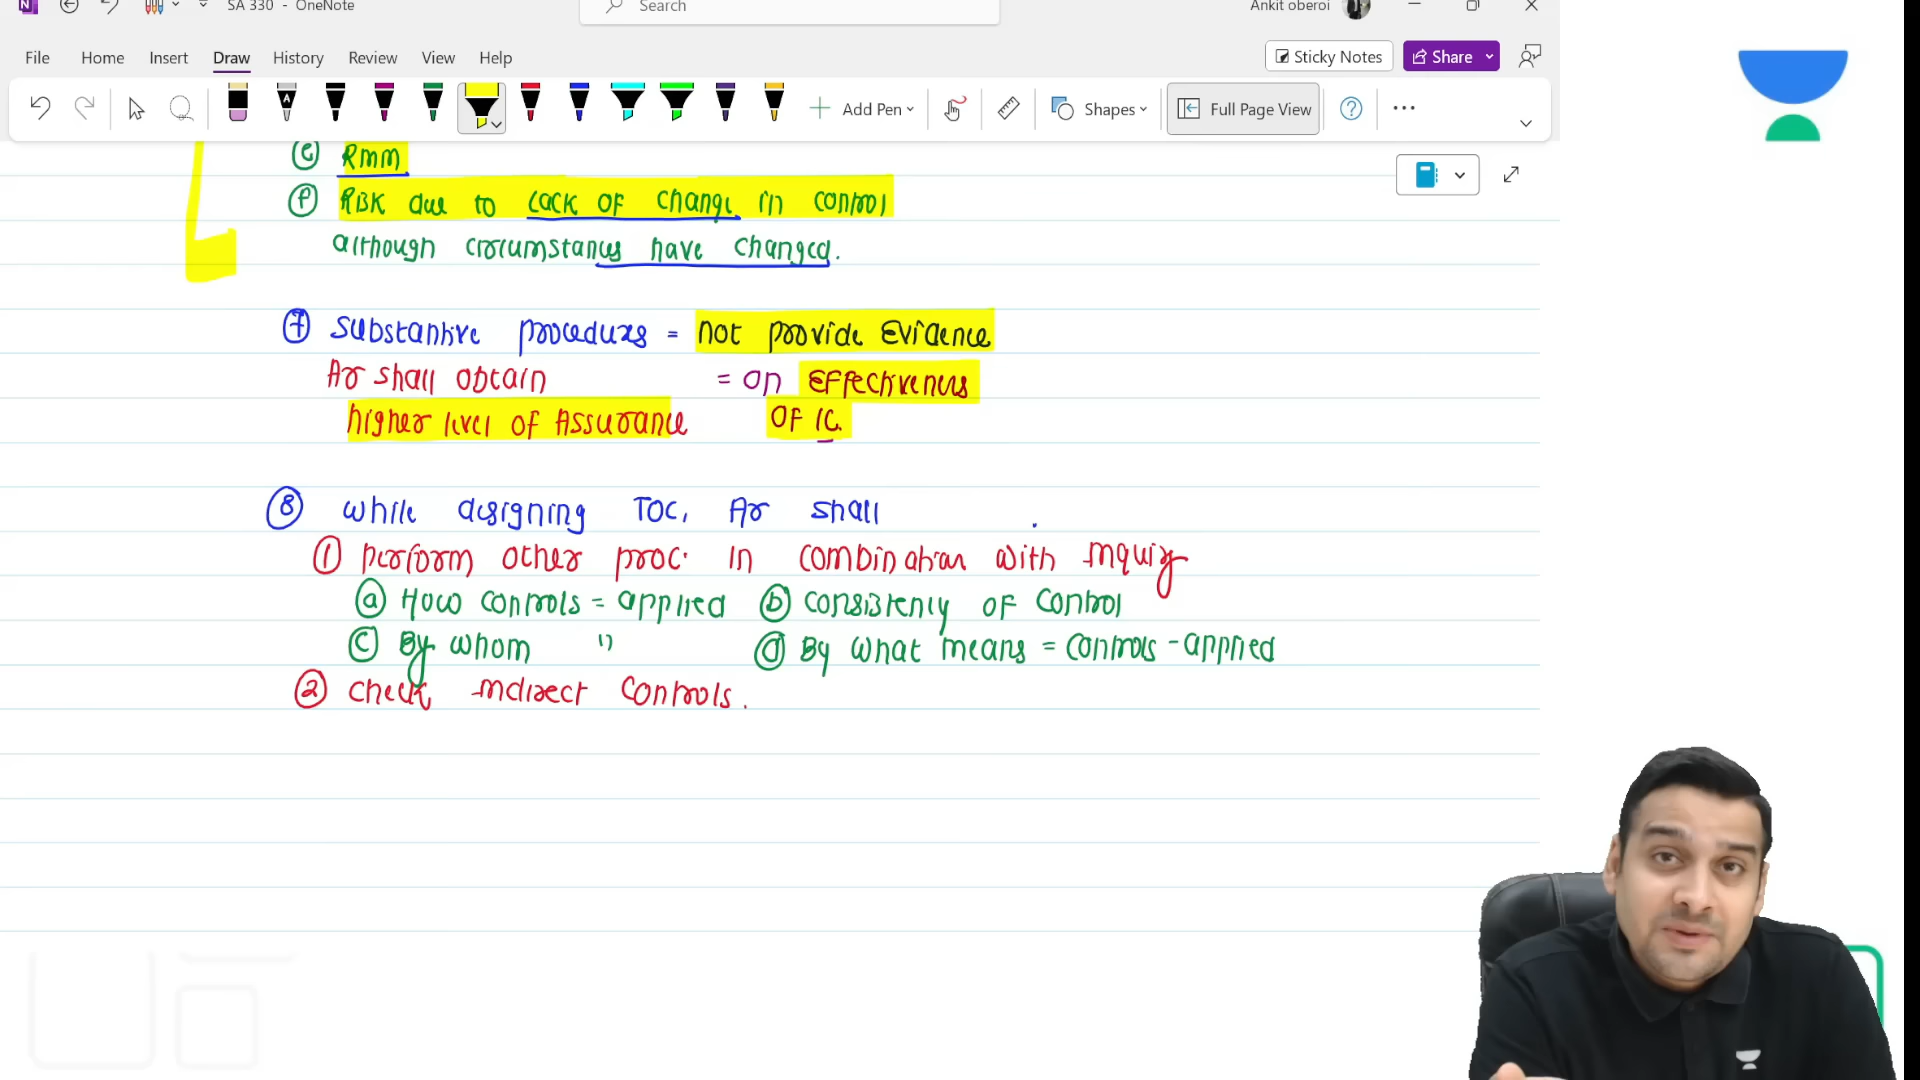 SA 330 - OneNote
Search
Ankit oberoi
File Home Insert Draw History Review View Help
Sticky Notes Share
Add Pen Shapes Full Page View
e Rmm
f Risk due to Lack of change in control
although circumstances have changed.
7 Substantive procedures = not provide Evidence
Ar shall obtain = on Effectiveness
higher level of Assurance OF IC.
8 while designing TOC, Ar shall
1 perform other proc. in combination with inquiry
a How controls = applied b consistency of control
c By whom " d By what means = controls - applied
2 check indirect controls.